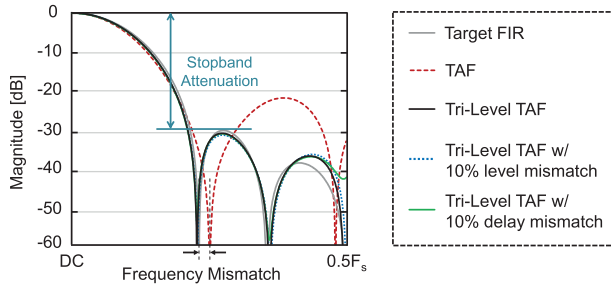 0
-10
-20
-30
-40
-50
-60
Magnitude [dB]
Stopband
Attenuation
DC
0.5Fs
Frequency Mismatch
Target FIR
TAF
Tri-Level TAF
Tri-Level TAF w/
10% level mismatch
Tri-Level TAF w/
10% delay mismatch